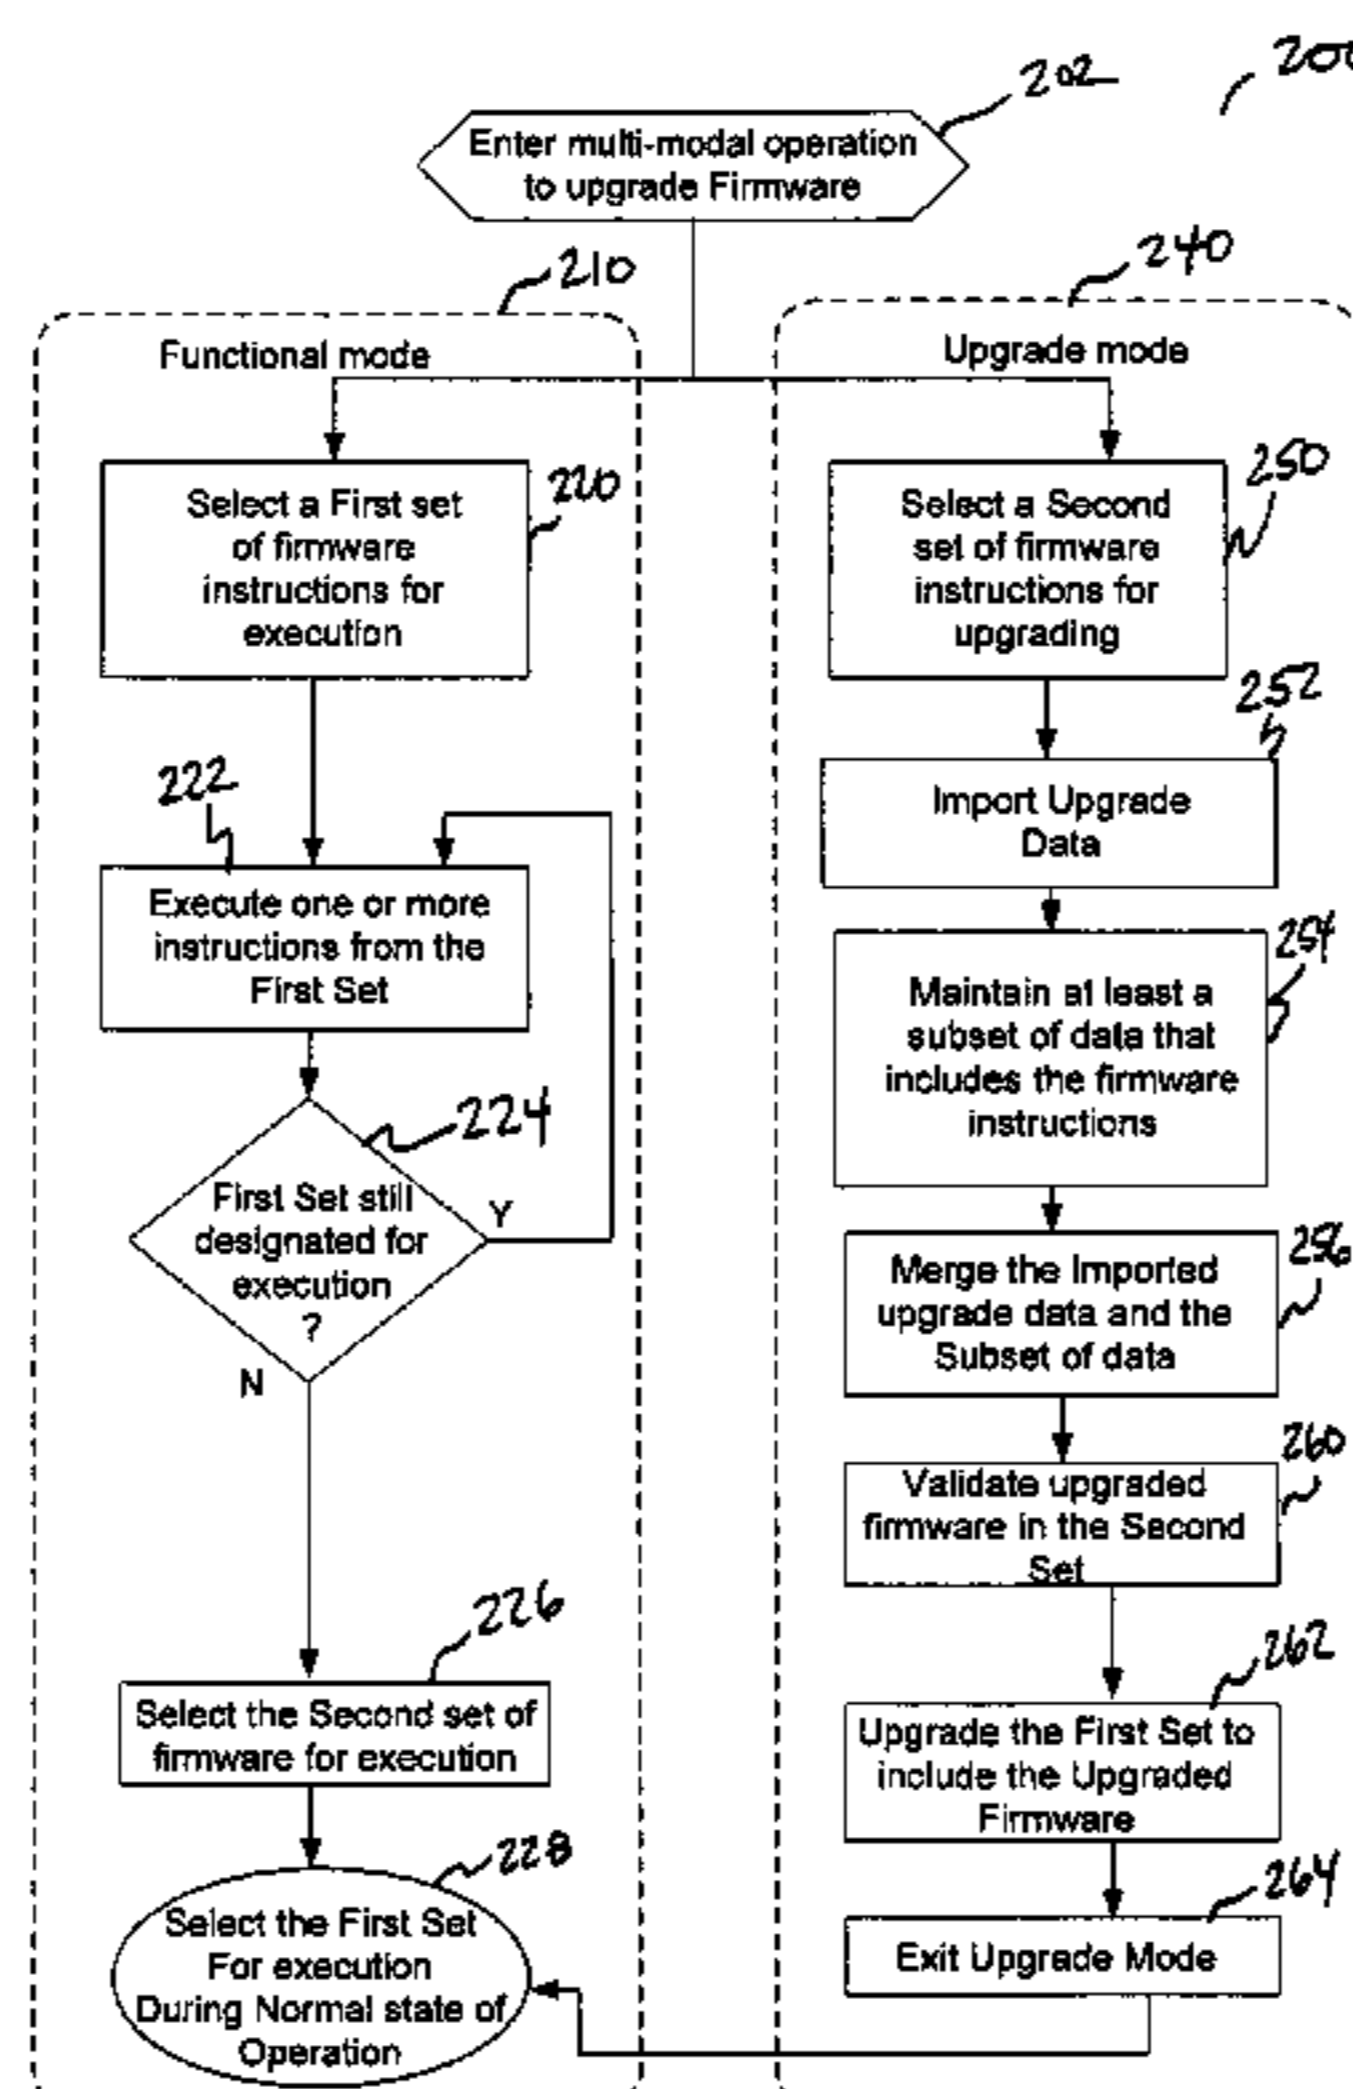 200
202
Enter multi-modal operation
to upgrade Firmware
210
240
Functional mode
Upgrade mode
Select a First set
of firmware
instructions for
execution
220
Select a Second
set of firmware
instructions for
upgrading
250
252
Import Upgrade
Data
222
Execute one or more
instructions from the
First Set
254
Maintain at least a
subset of data that
includes the firmware
instructions
224
First Set still
designated for
execution
?
Y
N
256
Merge the Imported
upgrade data and the
Subset of data
260
Validate upgraded
firmware in the Second
Set
226
Select the Second set of
firmware for execution
262
Upgrade the First Set to
include the Upgraded
Firmware
228
Select the First Set
For execution
During Normal state of
Operation
264
Exit Upgrade Mode